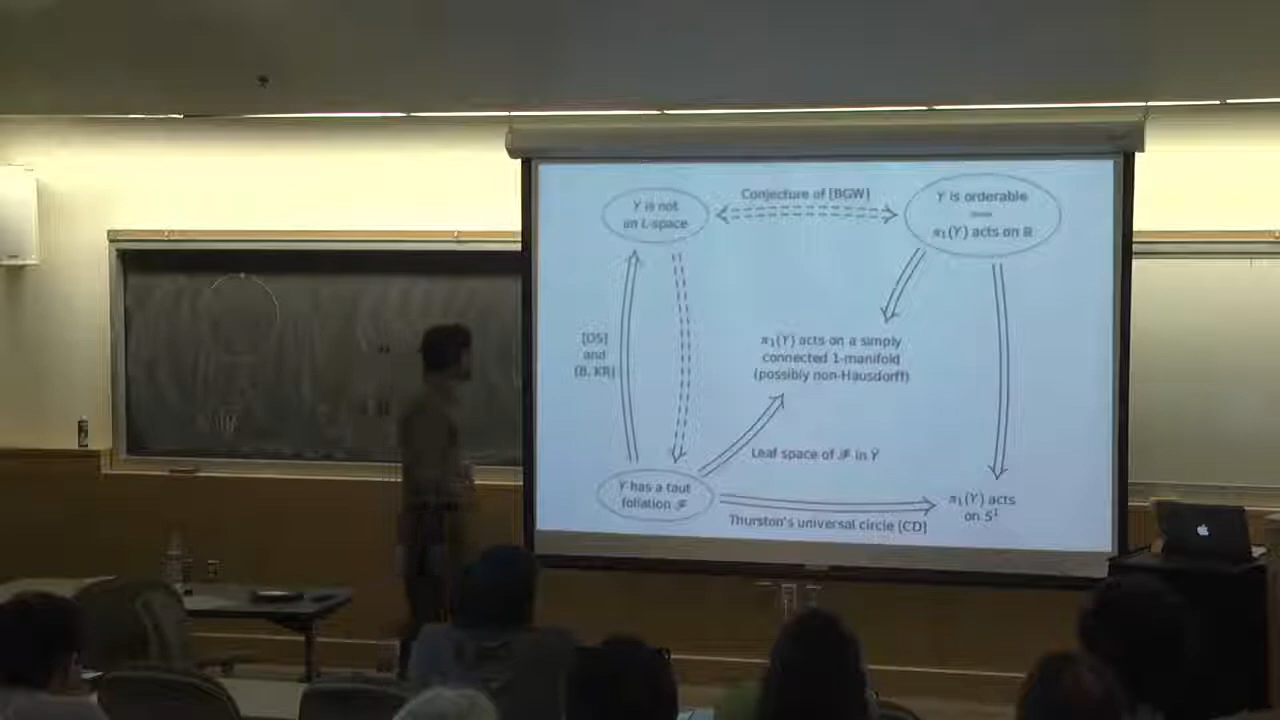 Conjecture of [BGW]
Y is not
an L-space
Y is orderable
π₁(Y) acts on ℝ
[OS]
and
[B, KR]
π₁(Y) acts on a simply
connected 1-manifold
(possibly non-Hausdorff)
Leaf space of ℱ in Ỹ
Y has a taut
foliation ℱ
Thurston's universal circle [CD]
π₁(Y) acts
on S¹